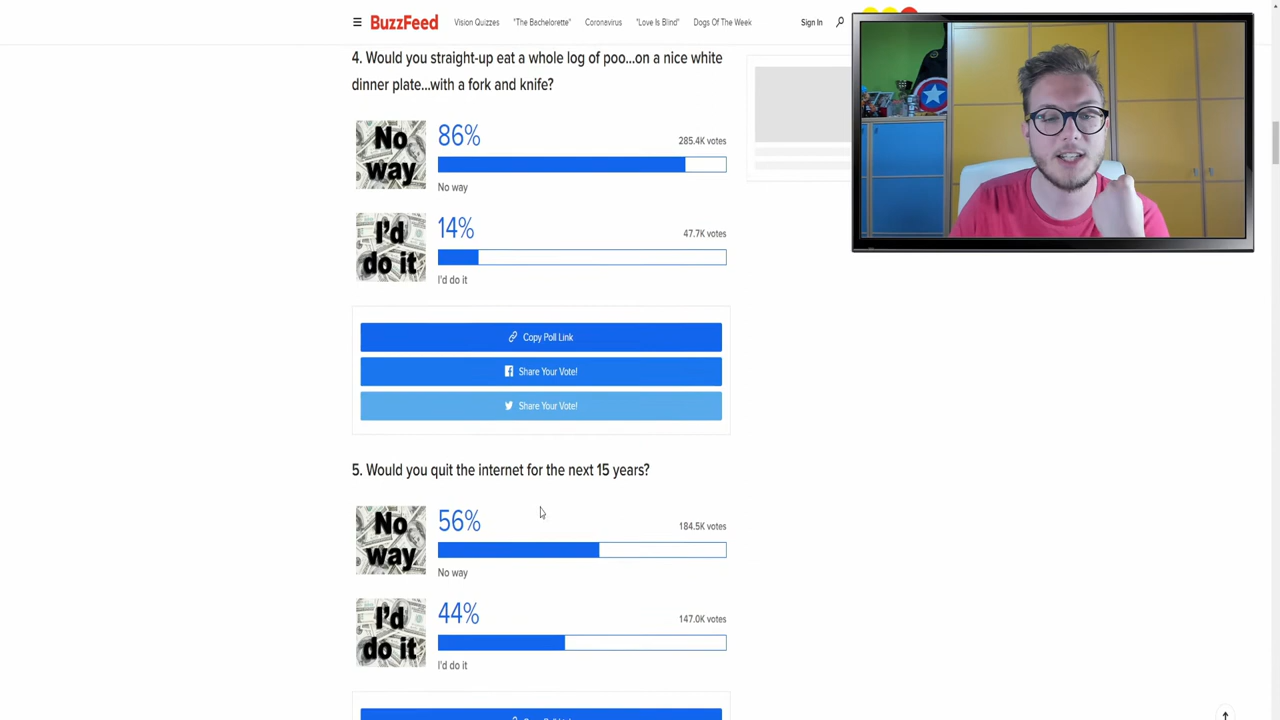 BuzzFeed
Vision Quizzes
"The Bachelorette"
Coronavirus
"Love Is Blind"
Dogs Of The Week
Sign In
4. Would you straight-up eat a whole log of poo...on a nice white
dinner plate...with a fork and knife?
No
way
86%
285.4K votes
No way
I'd
do it
14%
47.7K votes
I'd do it
Copy Poll Link
Share Your Vote!
Share Your Vote!
5. Would you quit the internet for the next 15 years?
No
way
56%
184.5K votes
No way
I'd
do it
44%
147.0K votes
I'd do it